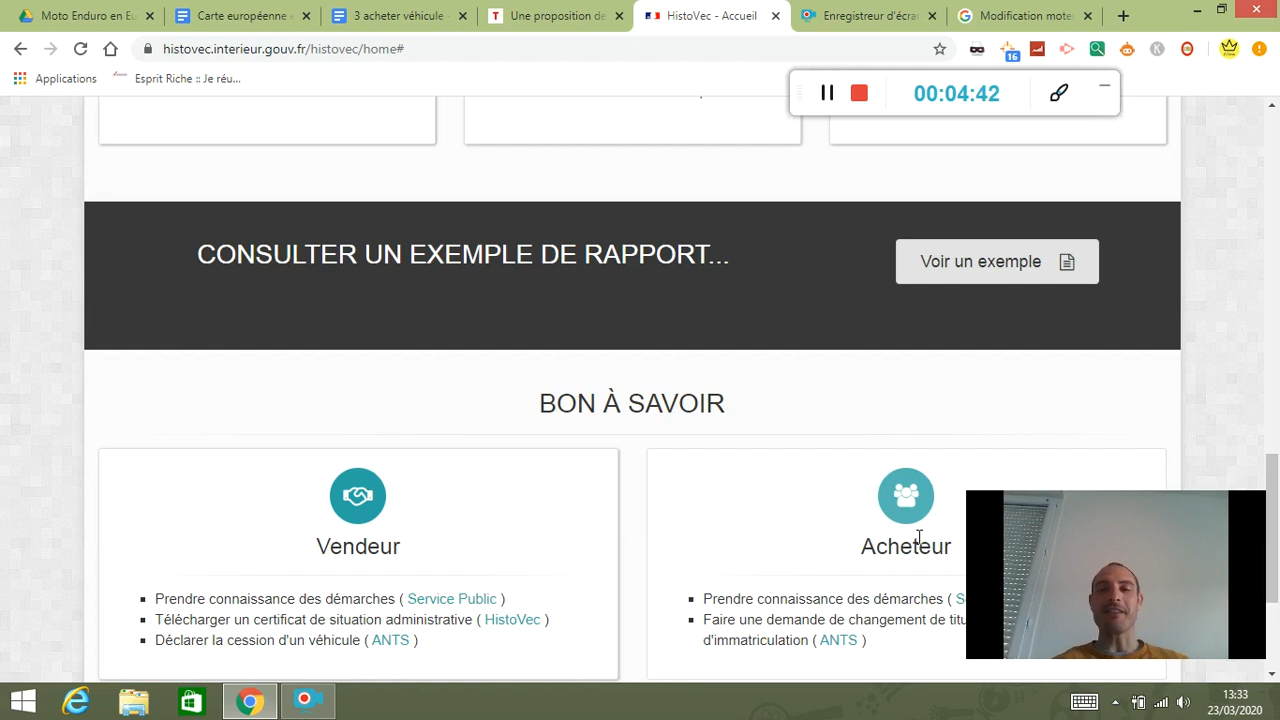 Moto Enduro en Eu
Carte européenne
3 acheter véhicule
Une proposition de
HistoVec - Accueil
Enregistreur d'écra
Modification mote
histovec.interieur.gouv.fr/histovec/home#
16
Applications
Esprit Riche :: Je réu...
00:04:42
CONSULTER UN EXEMPLE DE RAPPORT...
Voir un exemple
BON À SAVOIR
Vendeur
Prendre connaissance des démarches ( Service Public )
Télécharger un certificat de situation administrative ( HistoVec )
Déclarer la cession d'un véhicule ( ANTS )
Acheteur
Prendre connaissance des démarches ( S
Faire une demande de changement de titu
d'immatriculation ( ANTS )
13:33
23/03/2020